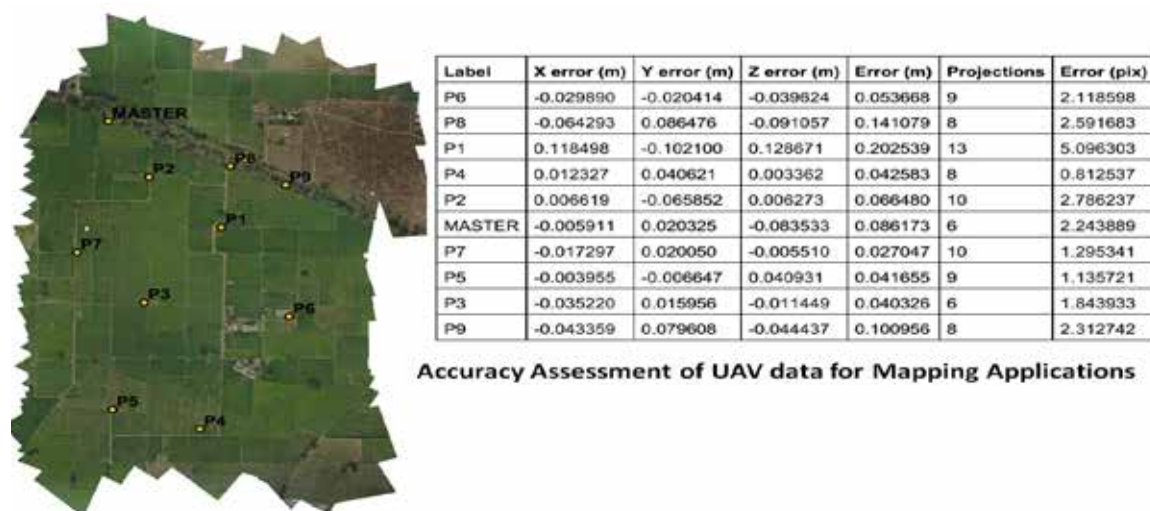 MASTER
P8
P2
P9
P1
P7
P3
P6
P5
P4
Label X error (m) Y error (m) Z error (m) Error (m) Projections Error (pix)
P6 -0.029890 -0.020414 -0.039624 0.053668 9 2.118598
P8 -0.064293 0.086476 -0.091057 0.141079 8 2.591683
P1 0.118498 -0.102100 0.128671 0.202539 13 5.096303
P4 0.012327 0.040621 0.003362 0.042583 8 0.812537
P2 0.006619 -0.065852 0.006273 0.066480 10 2.786237
MASTER -0.005911 0.020325 -0.083533 0.086173 6 2.243889
P7 -0.017297 0.020050 -0.005510 0.027047 10 1.295341
P5 -0.003955 -0.006647 0.040931 0.041655 9 1.135721
P3 -0.035220 0.015956 -0.011449 0.040326 6 1.843933
P9 -0.043359 0.079608 -0.044437 0.100956 8 2.312742
Accuracy Assessment of UAV data for Mapping Applications